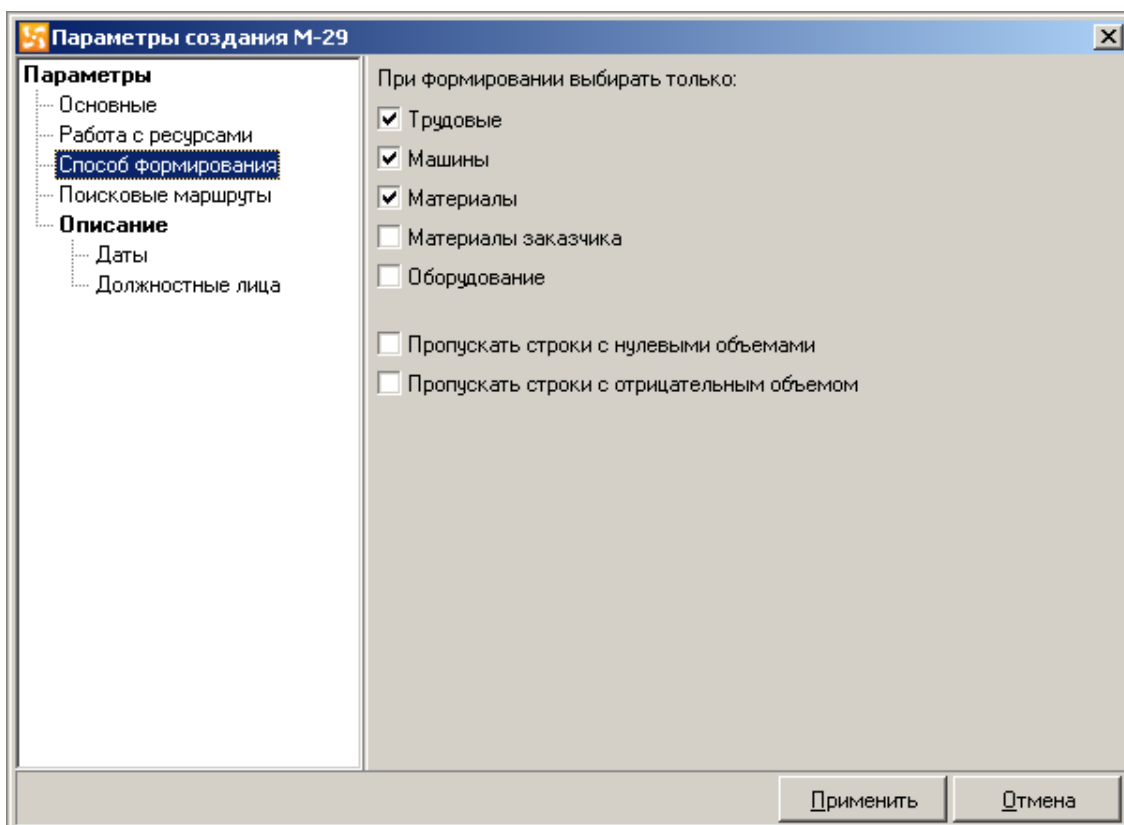 Параметры создания М-29
Параметры
Основные
Работа с ресурсами
Способ формирования
Поисковые маршруты
Описание
Даты
Должностные лица
При формировании выбирать только:
Трудовые
Машины
Материалы
Материалы заказчика
Оборудование
Пропускать строки с нулевыми объемами
Пропускать строки с отрицательным объемом
Применить
Отмена